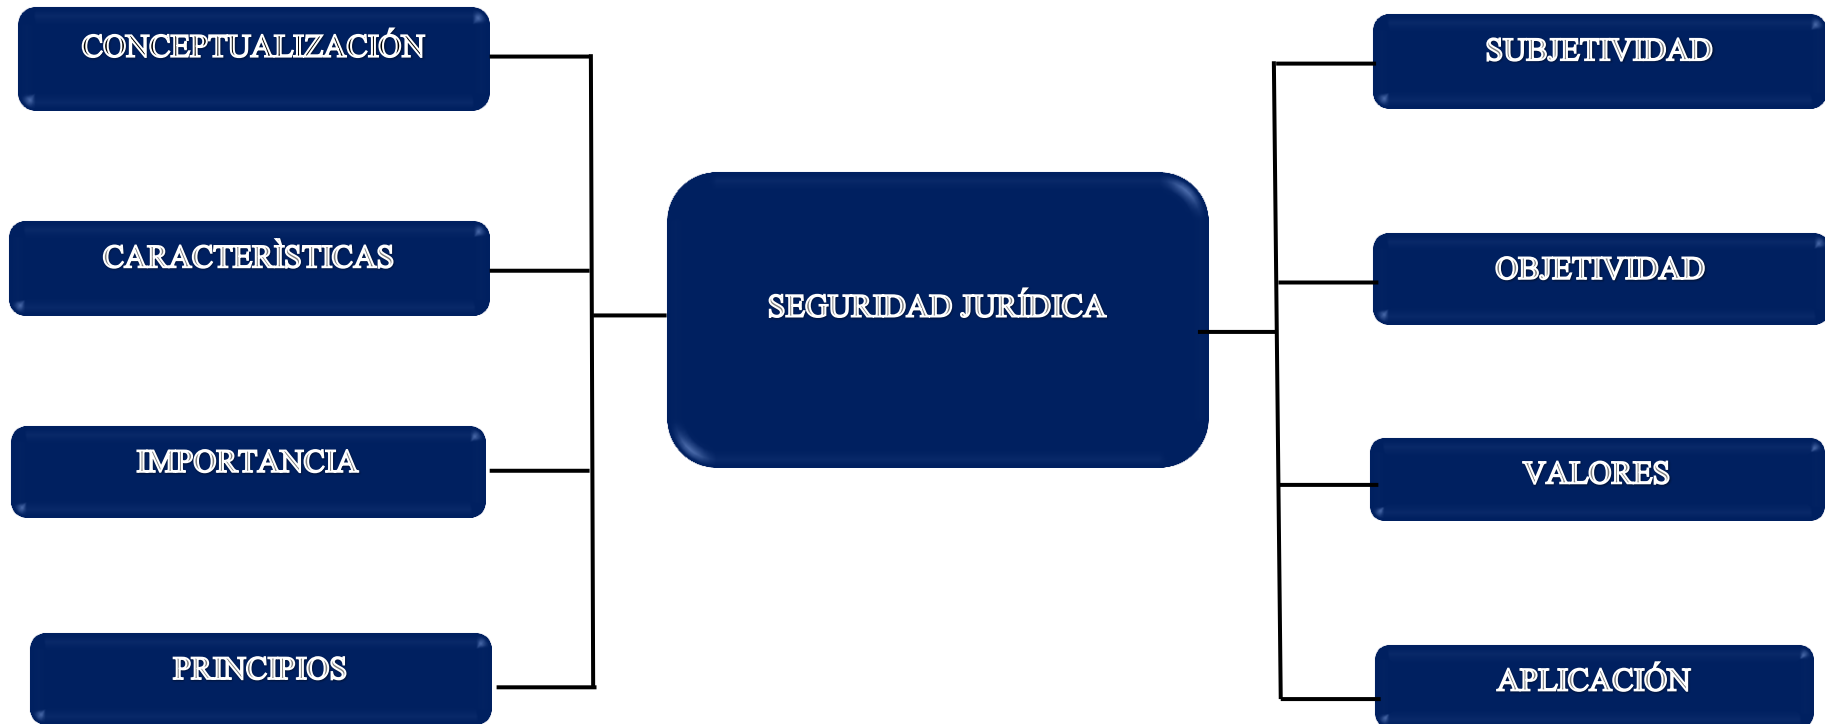 CONCEPTUALIZACIÓN
CARACTERÌSTICAS
IMPORTANCIA
PRINCIPIOS
SEGURIDAD JURÍDICA
SUBJETIVIDAD
OBJETIVIDAD
VALORES
APLICACIÓN